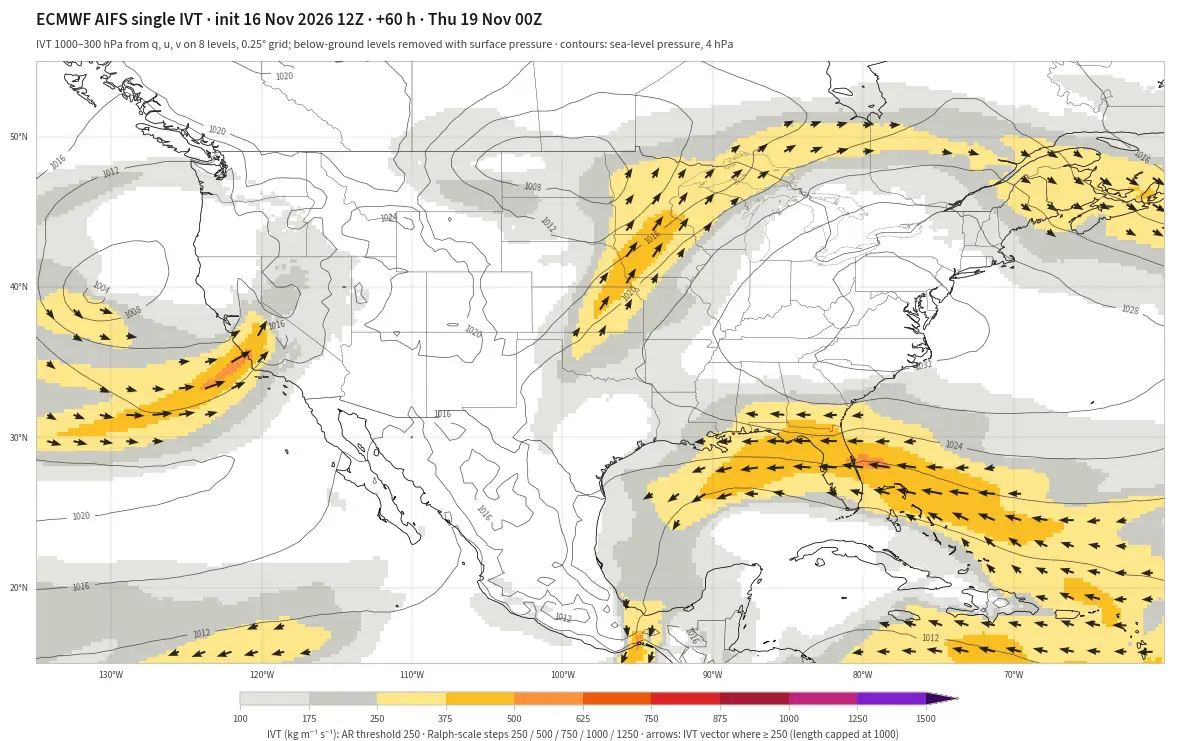 ECMWF AIFS single IVT · init 16 Nov 2026 12Z · +60 h · Thu 19 Nov 00Z
IVT 1000–300 hPa from q, u, v on 8 levels, 0.25° grid; below-ground levels removed with surface pressure · contours: sea-level pressure, 4 hPa
1020
1020
50°N
1016
1016
1012
1008
1024
1012
1016
40°N
1004
1020
1008
1028
1016
1020
1032
1016
30°N
1024
1016
1020
20°N
1016
1012
1012
1016
1012
130°W 120°W 110°W 100°W 90°W 80°W 70°W
100 175 250 375 500 625 750 875 1000 1250 1500
IVT (kg m⁻¹ s⁻¹): AR threshold 250 · Ralph-scale steps 250 / 500 / 750 / 1000 / 1250 · arrows: IVT vector where ≥ 250 (length capped at 1000)